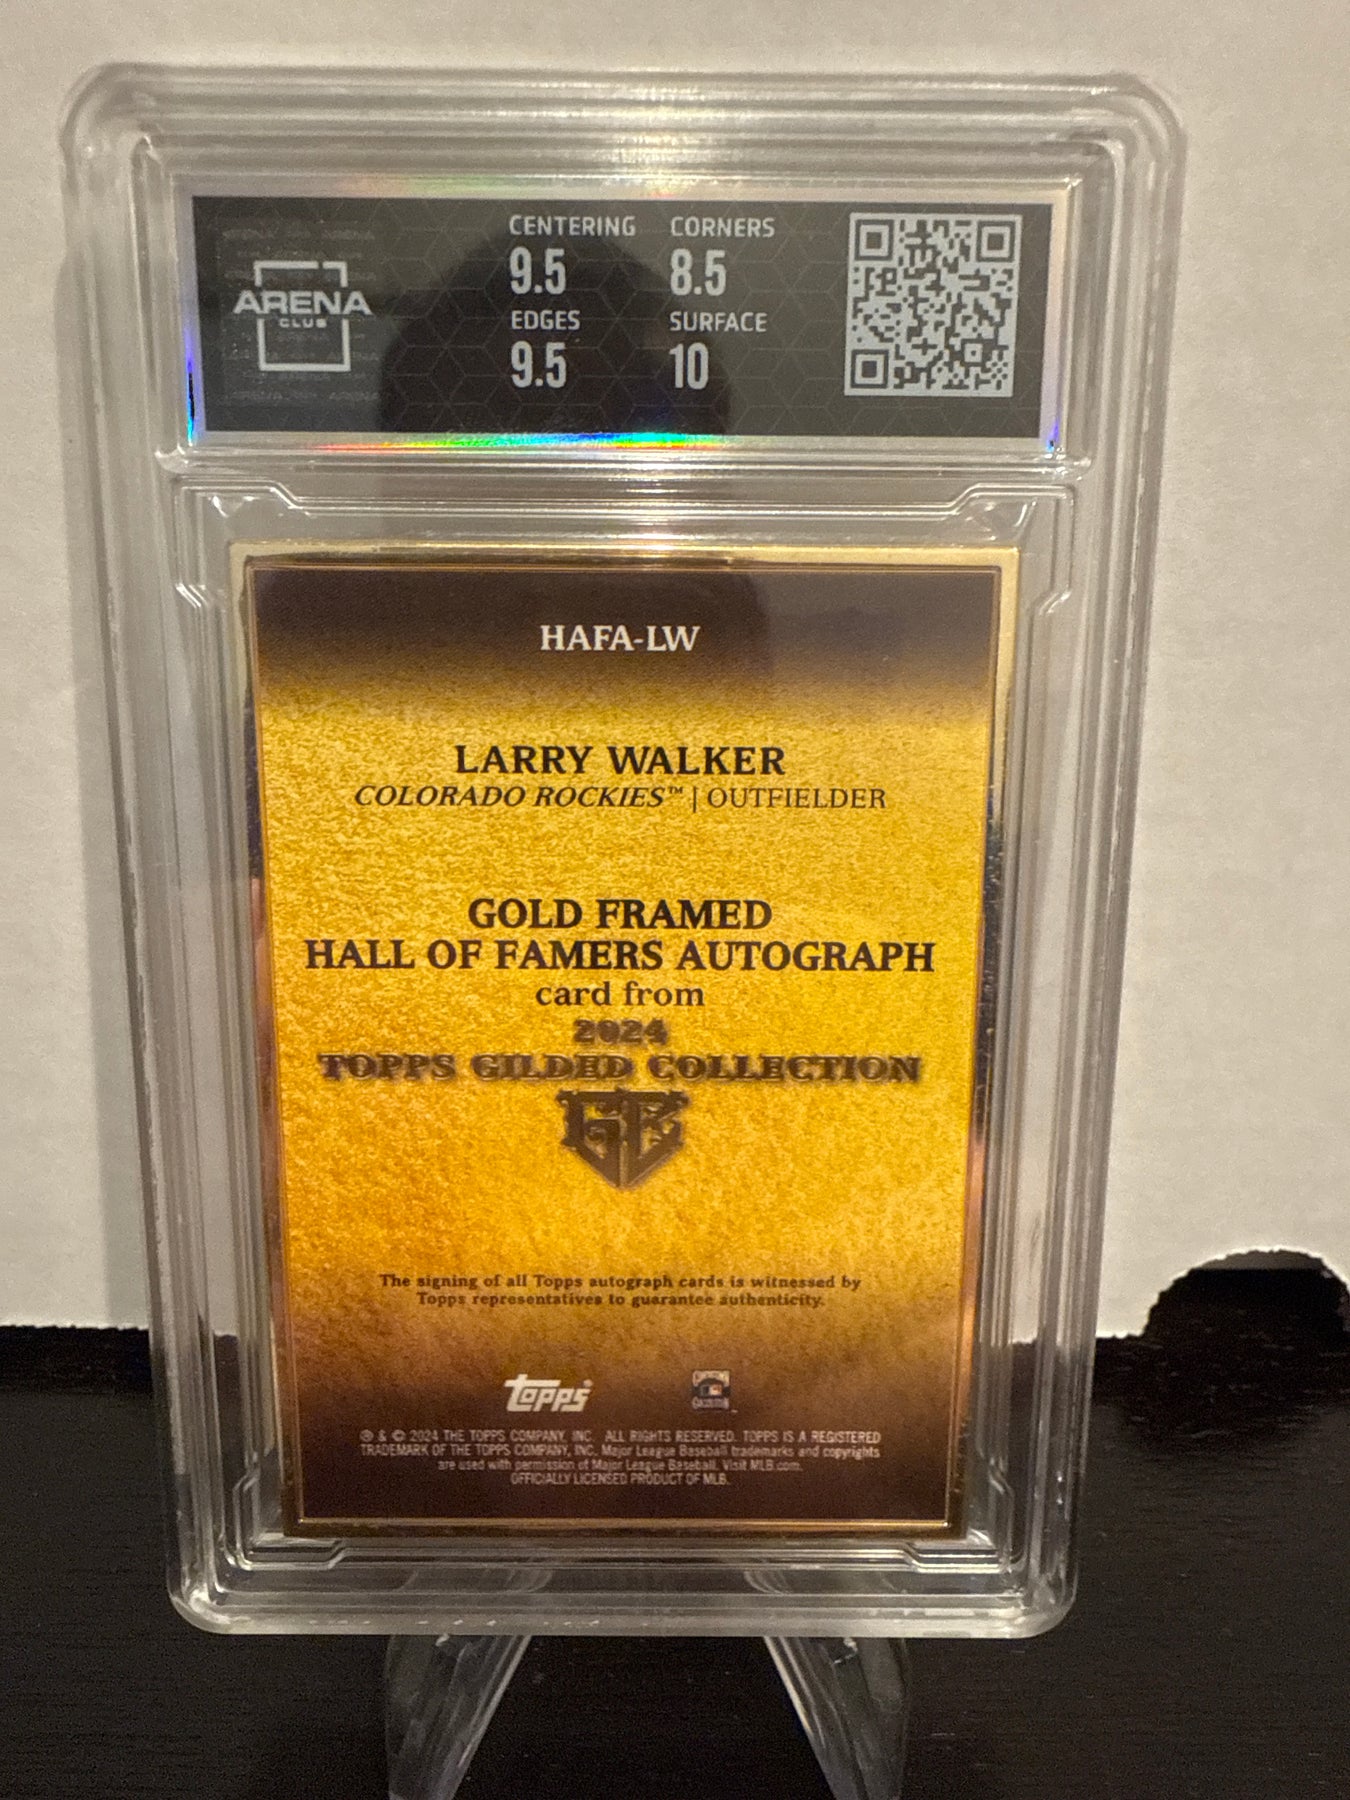 ARENA
CLUB
CENTERING CORNERS
9.5 8.5
EDGES SURFACE
9.5 10
HAFA-LW
LARRY WALKER
COLORADO ROCKIES™ | OUTFIELDER
GOLD FRAMED
HALL OF FAMERS AUTOGRAPH
card from
2024
TOPPS GILDED COLLECTION
The signing of all Topps autograph cards is witnessed by
Topps representatives to guarantee authenticity.
Topps
℗ & © 2024 THE TOPPS COMPANY, INC. ALL RIGHTS RESERVED. TOPPS IS A REGISTERED
TRADEMARK OF THE TOPPS COMPANY, INC. Major League Baseball trademarks and copyrights
are used with permission of Major League Baseball. Visit MLB.com.
OFFICIALLY LICENSED PRODUCT OF MLB.